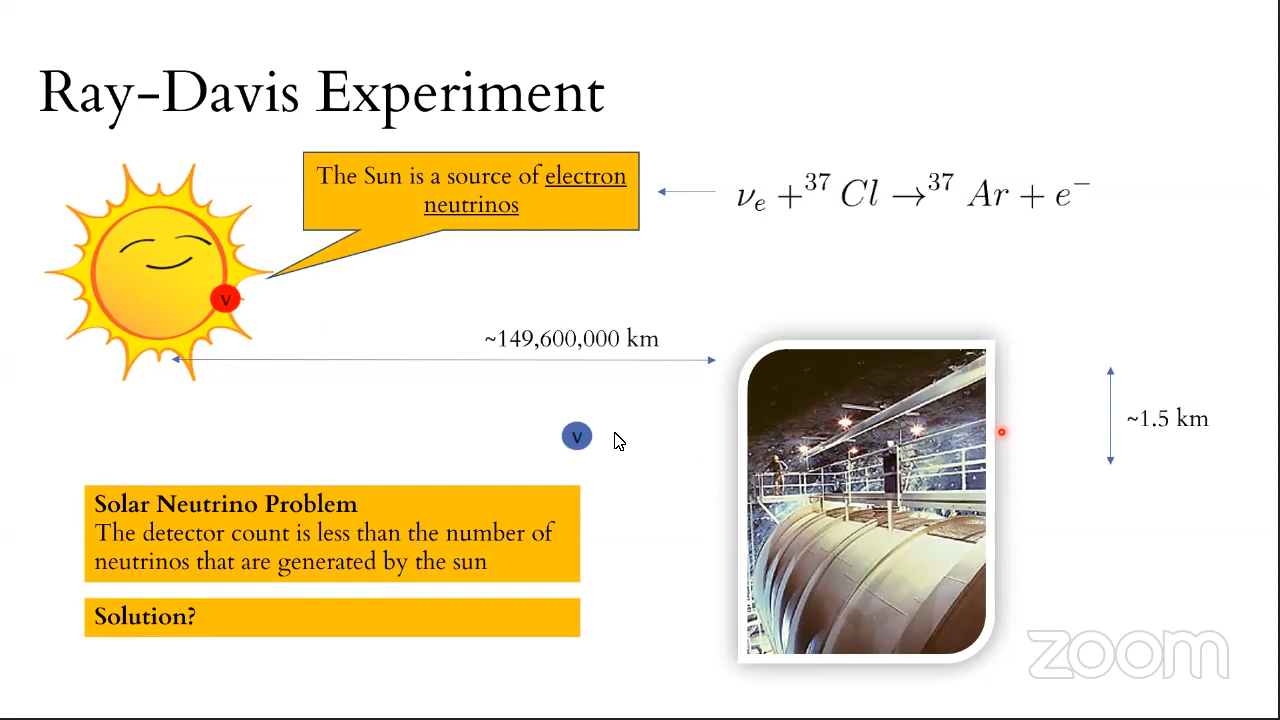 Ray-Davis Experiment
The Sun is a source of electron
neutrinos
νₑ + ³⁷Cl → ³⁷Ar + e⁻
ν
~149,600,000 km
~1.5 km
ν
Solar Neutrino Problem
The detector count is less than the number of
neutrinos that are generated by the sun
Solution?
zoom